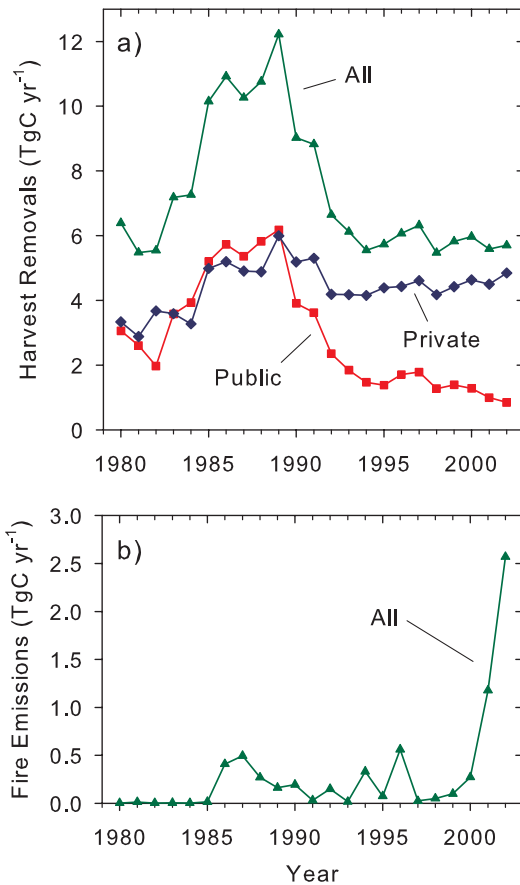 a)
All
Private
Public
Harvest Removals (TgC yr-1)
12
10
8
6
4
2
0
1980 1985 1990 1995 2000
b)
All
Fire Emissions (TgC yr-1)
3.0
2.5
2.0
1.5
1.0
0.5
0.0
1980 1985 1990 1995 2000
Year